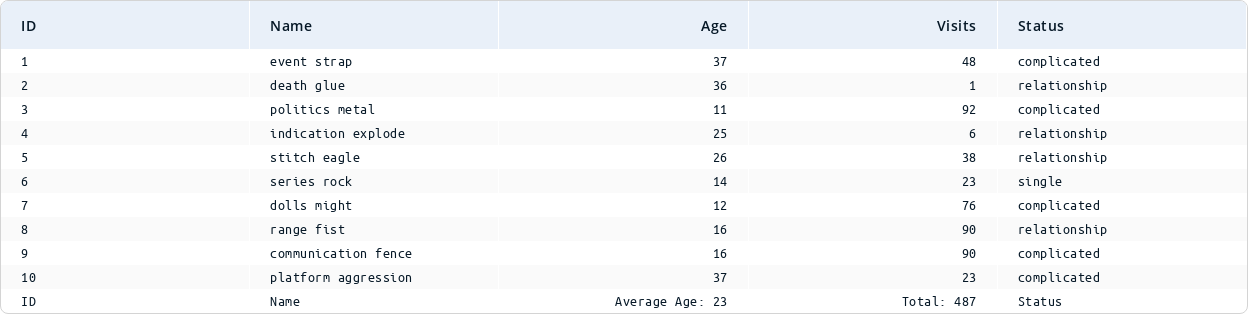 ID Name Age Visits Status
1 event strap 37 48 complicated
2 death glue 36 1 relationship
3 politics metal 11 92 complicated
4 indication explode 25 6 relationship
5 stitch eagle 26 38 relationship
6 series rock 14 23 single
7 dolls might 12 76 complicated
8 range fist 16 90 relationship
9 communication fence 16 90 complicated
10 platform aggression 37 23 complicated
ID Name Average Age: 23 Total: 487 Status